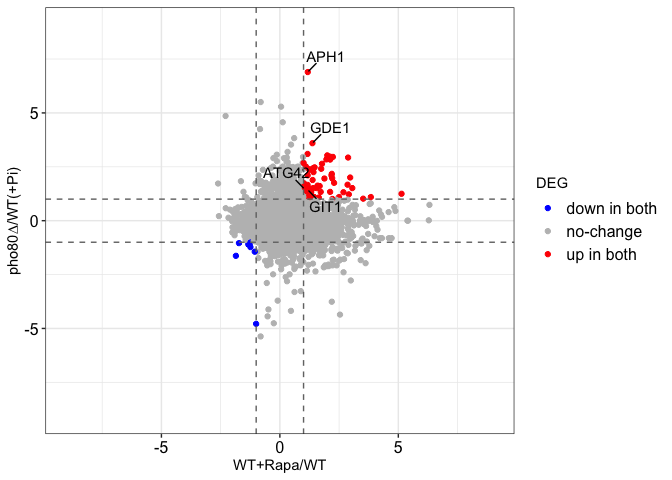 APH1
GDE1
ATG42
GIT1
5
0
-5
-5
0
5
WT+Rapa/WT
pho80△/WT(+Pi)
DEG
down in both
no-change
up in both